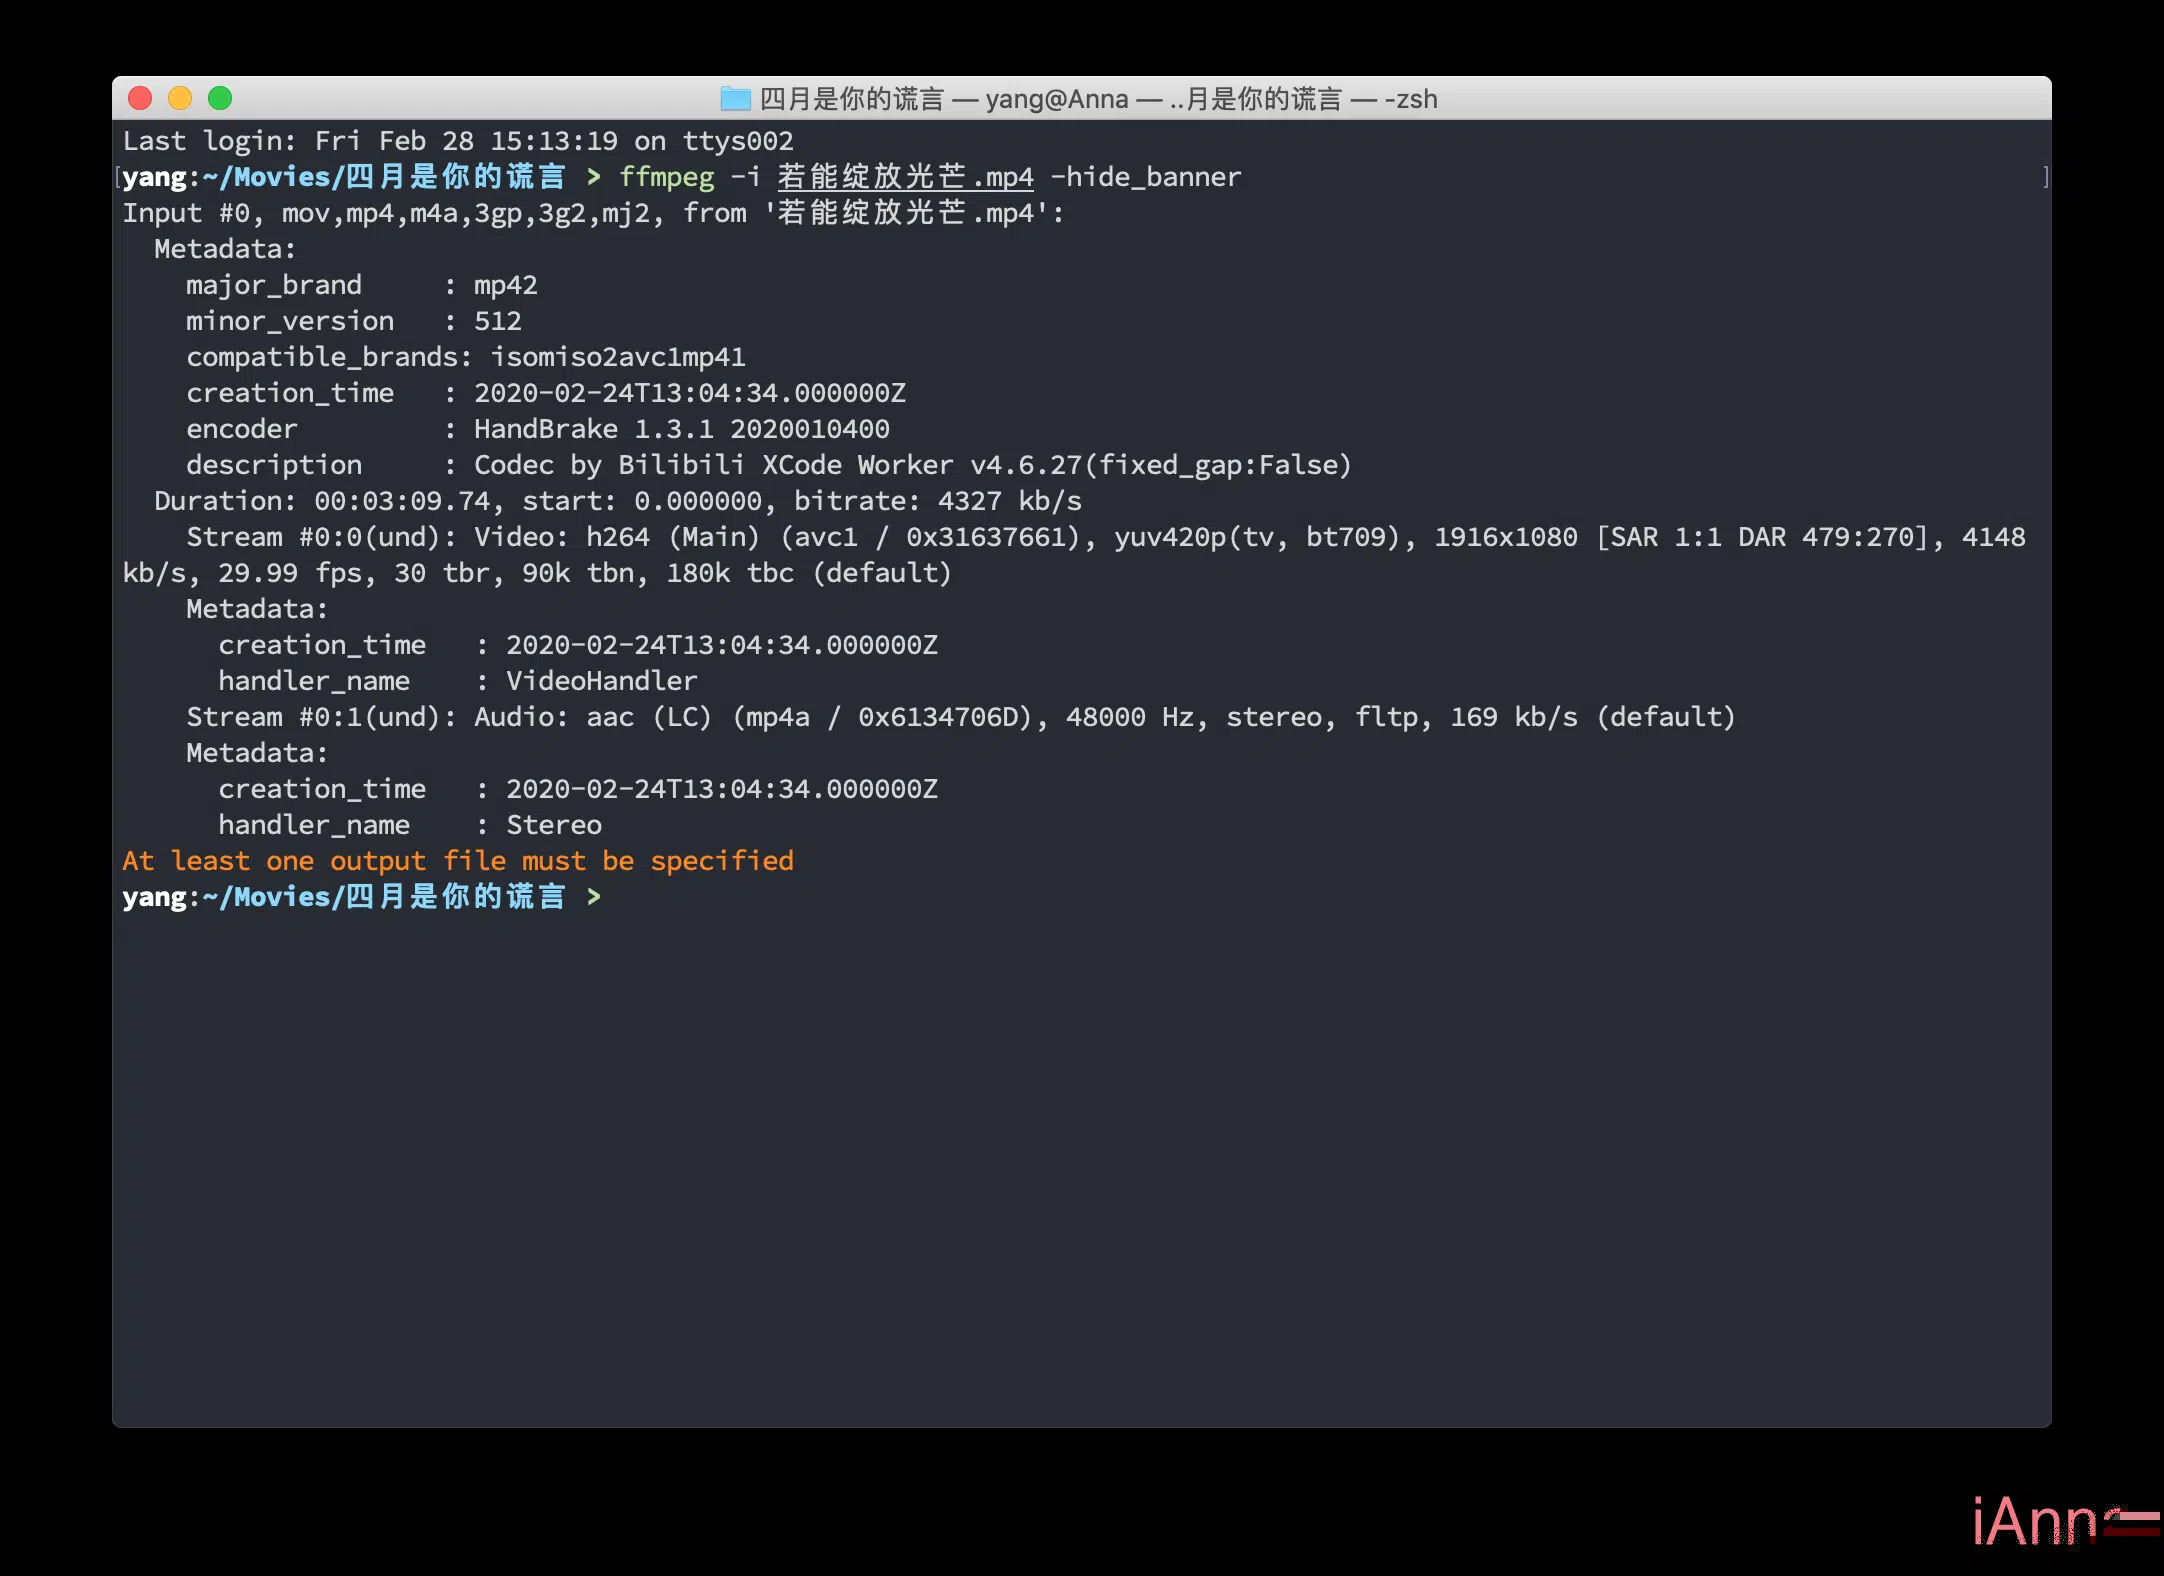 四月是你的谎言 — yang@Anna — ..月是你的谎言 — -zsh
Last login: Fri Feb 28 15:13:19 on ttys002
[yang:~/Movies/四月是你的谎言 > ffmpeg -i 若能绽放光芒.mp4 -hide_banner ]
Input #0, mov,mp4,m4a,3gp,3g2,mj2, from '若能绽放光芒.mp4':
  Metadata:
    major_brand     : mp42
    minor_version   : 512
    compatible_brands: isomiso2avc1mp41
    creation_time   : 2020-02-24T13:04:34.000000Z
    encoder         : HandBrake 1.3.1 2020010400
    description     : Codec by Bilibili XCode Worker v4.6.27(fixed_gap:False)
  Duration: 00:03:09.74, start: 0.000000, bitrate: 4327 kb/s
    Stream #0:0(und): Video: h264 (Main) (avc1 / 0x31637661), yuv420p(tv, bt709), 1916x1080 [SAR 1:1 DAR 479:270], 4148
kb/s, 29.99 fps, 30 tbr, 90k tbn, 180k tbc (default)
    Metadata:
      creation_time   : 2020-02-24T13:04:34.000000Z
      handler_name    : VideoHandler
    Stream #0:1(und): Audio: aac (LC) (mp4a / 0x6134706D), 48000 Hz, stereo, fltp, 169 kb/s (default)
    Metadata:
      creation_time   : 2020-02-24T13:04:34.000000Z
      handler_name    : Stereo
At least one output file must be specified
yang:~/Movies/四月是你的谎言 >